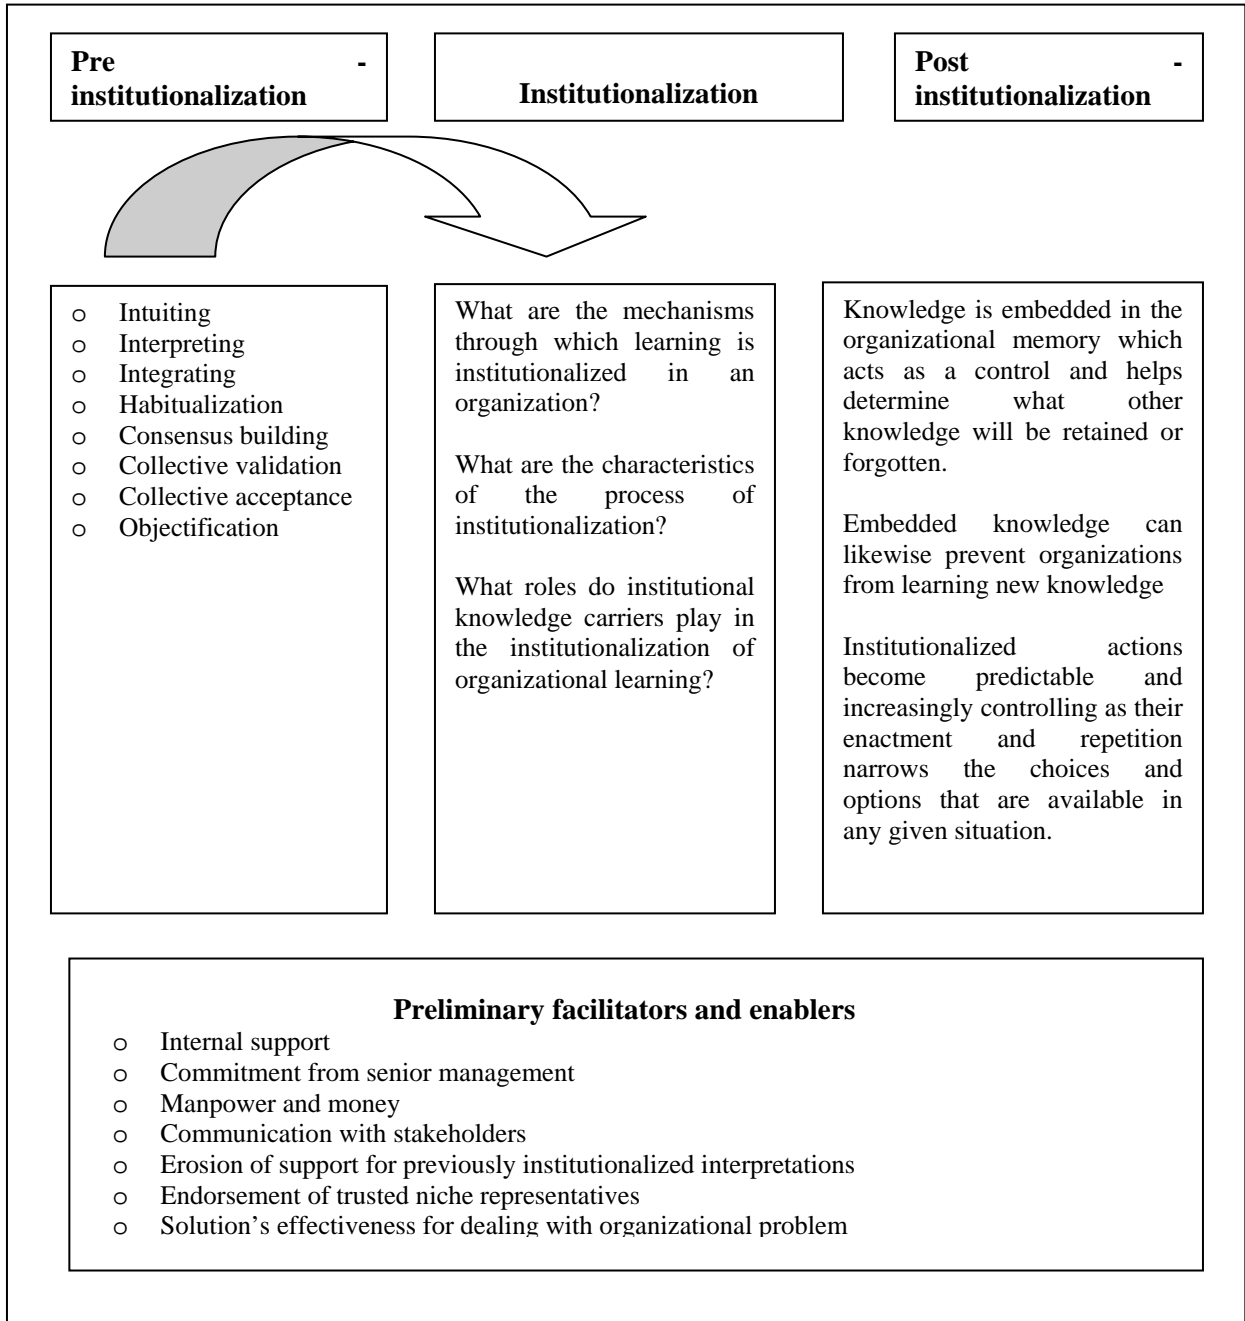 Pre -
institutionalization
Institutionalization
Post -
institutionalization
o Intuiting
o Interpreting
o Integrating
o Habitualization
o Consensus building
o Collective validation
o Collective acceptance
o Objectification
What are the mechanisms
through which learning is
institutionalized in an
organization?
What are the characteristics
of the process of
institutionalization?
What roles do institutional
knowledge carriers play in
the institutionalization of
organizational learning?
Knowledge is embedded in the
organizational memory which
acts as a control and helps
determine what other
knowledge will be retained or
forgotten.
Embedded knowledge can
likewise prevent organizations
from learning new knowledge
Institutionalized actions
become predictable and
increasingly controlling as their
enactment and repetition
narrows the choices and
options that are available in
any given situation.
Preliminary facilitators and enablers
o Internal support
o Commitment from senior management
o Manpower and money
o Communication with stakeholders
o Erosion of support for previously institutionalized interpretations
o Endorsement of trusted niche representatives
o Solution's effectiveness for dealing with organizational problem